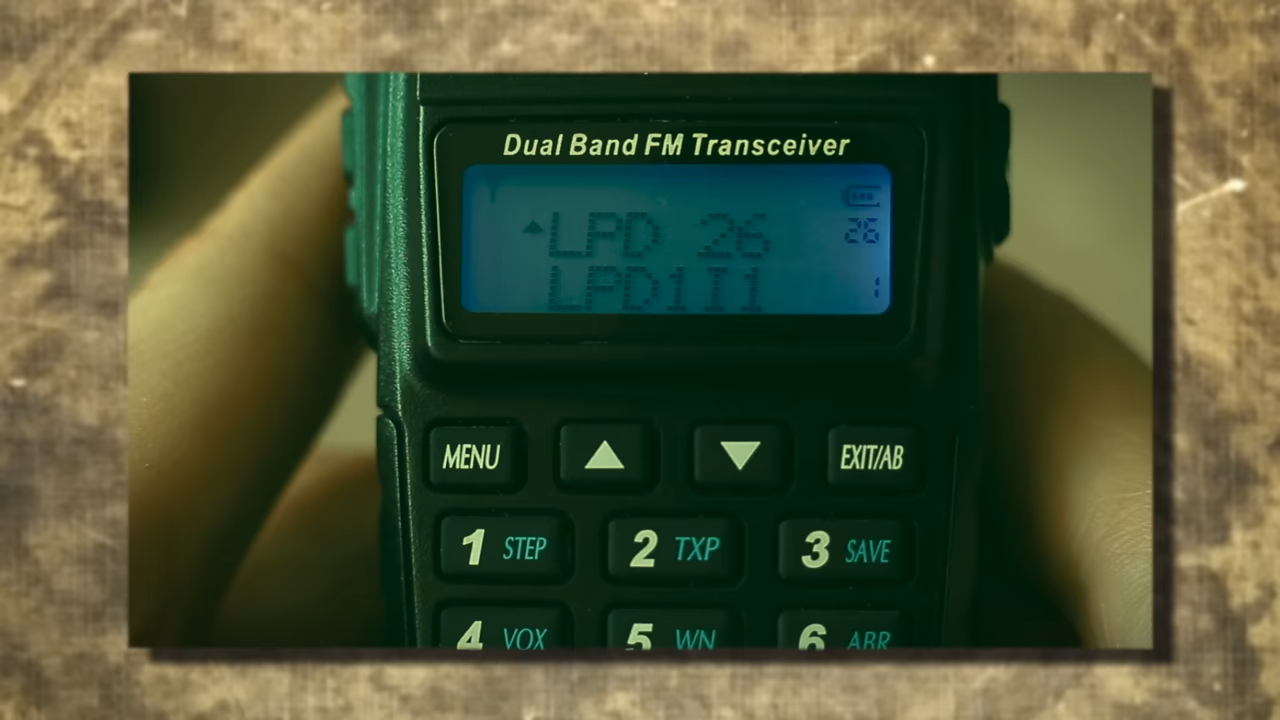 Dual Band FM Transceiver
LPD 26
26
LPD1I1
1
MENU
EXIT/AB
1 STEP
2 TXP
3 SAVE
4 VOX
5 WN
6 ABR